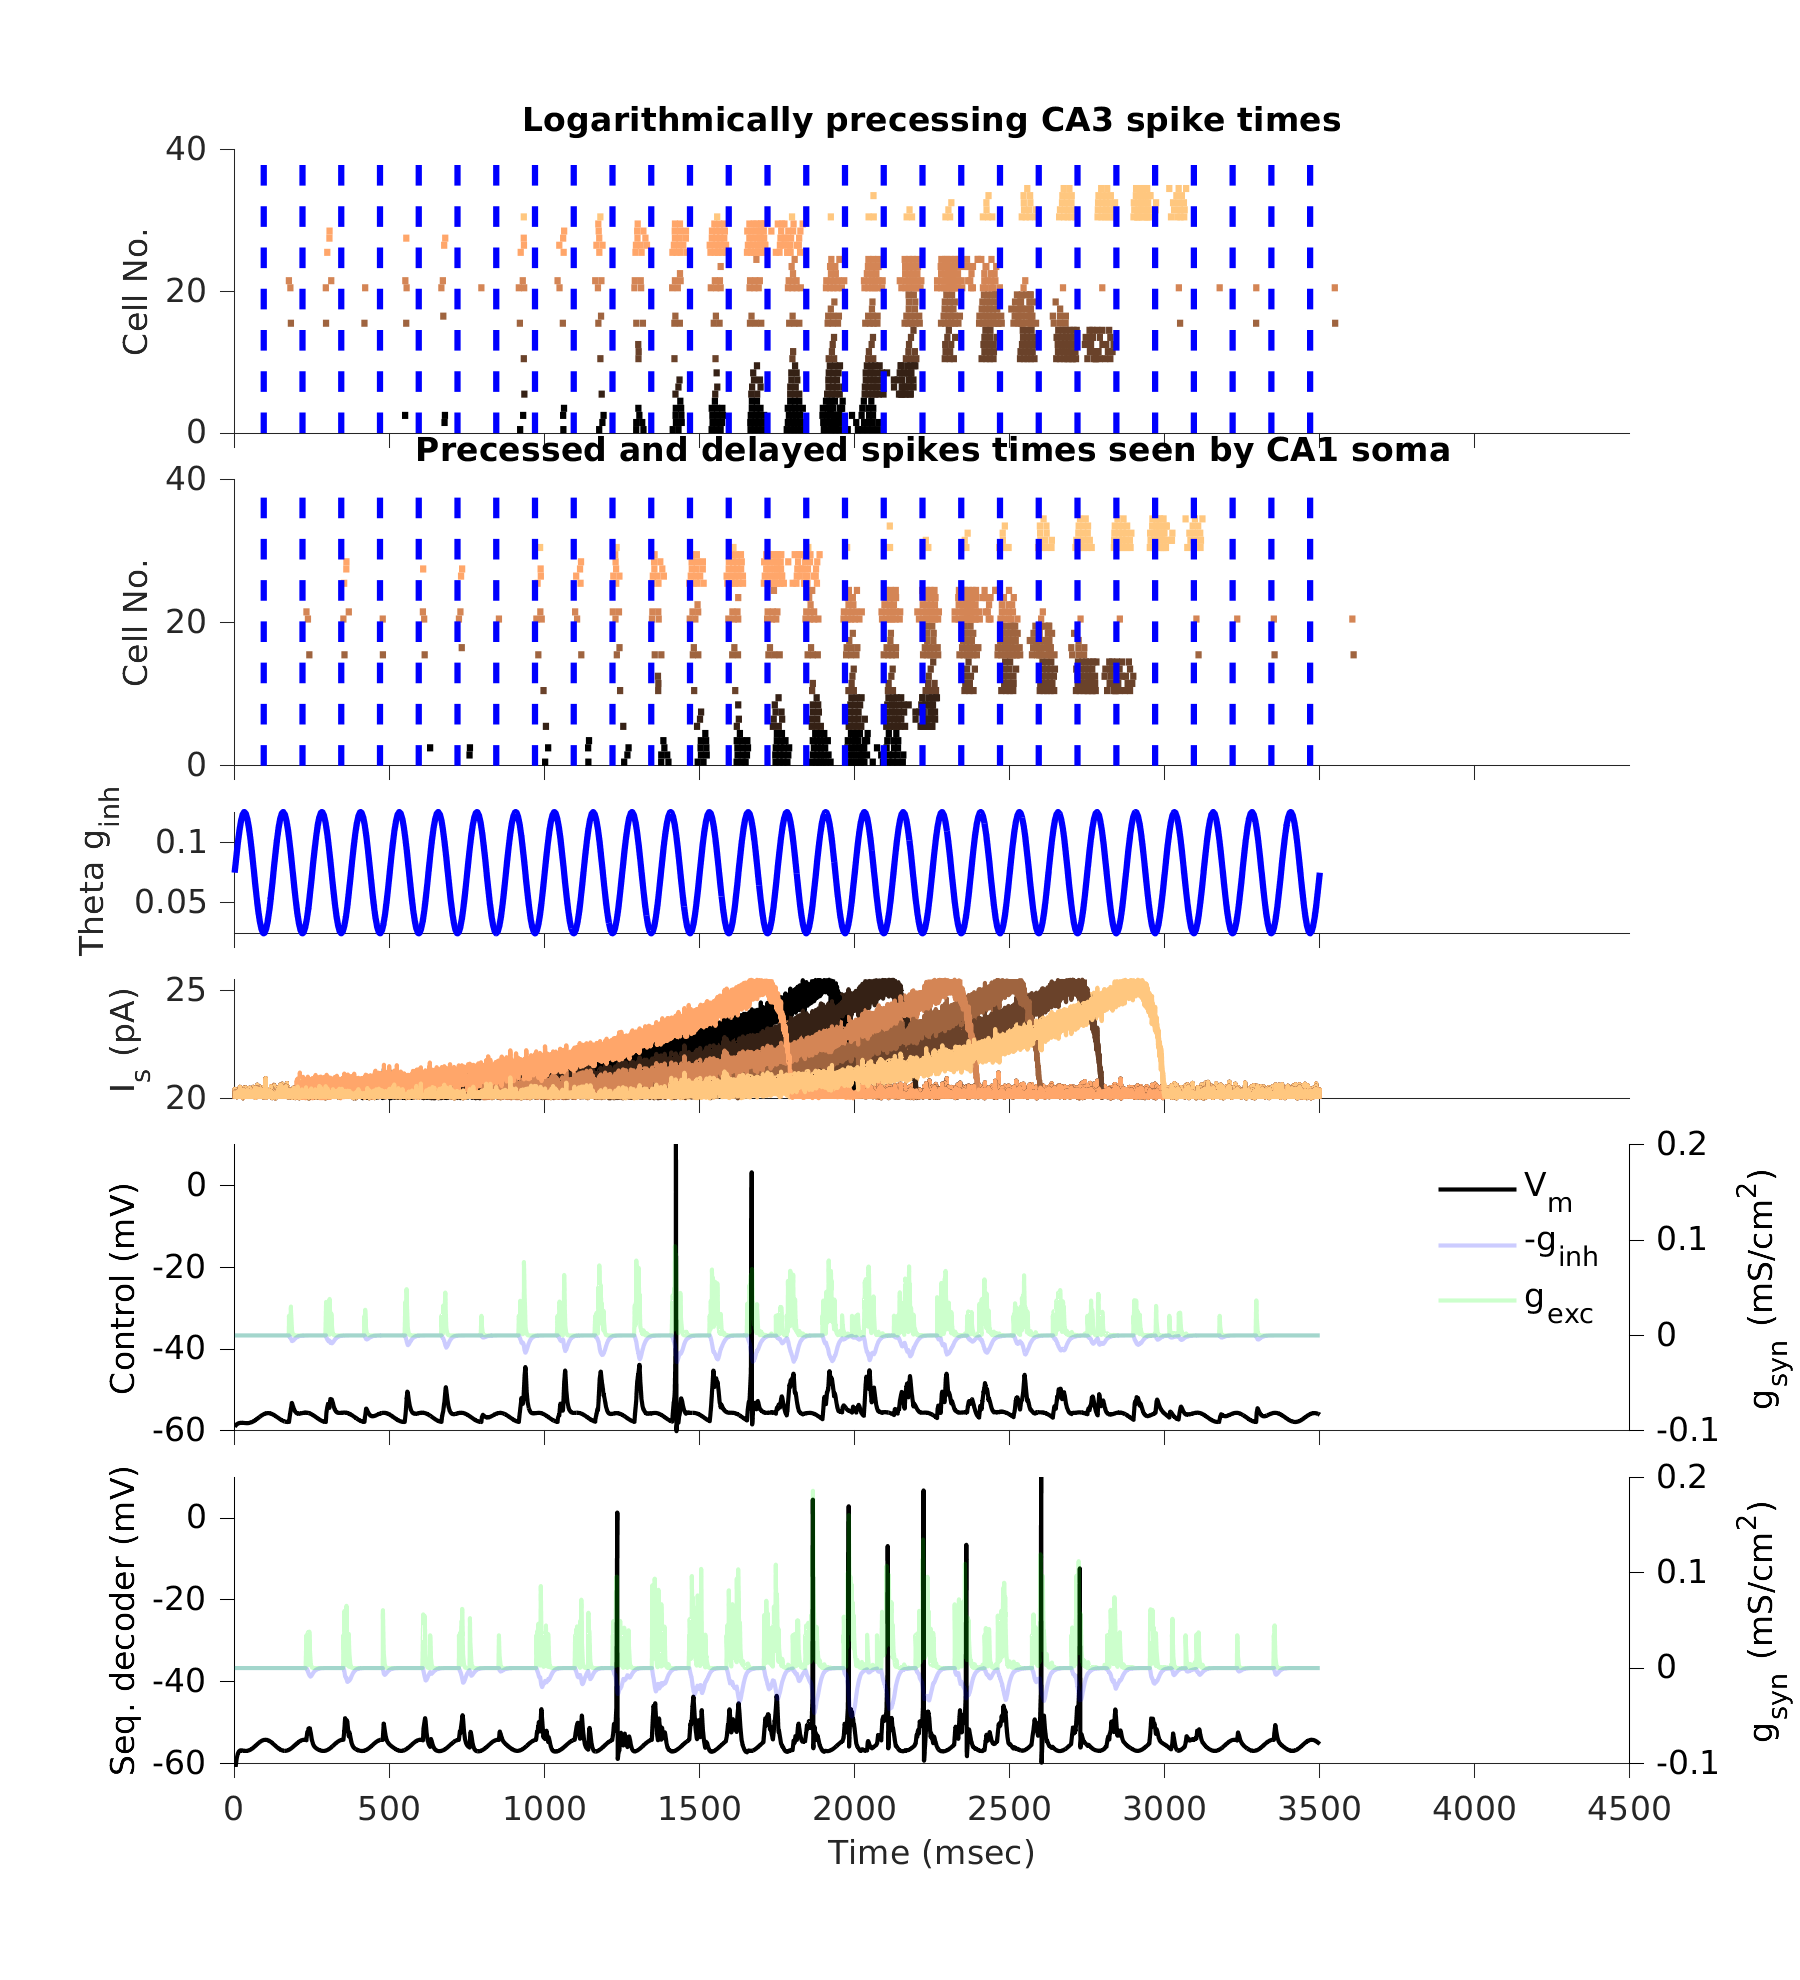 Logarithmically precessing CA3 spike times
40
20
0
Cell No.
Precessed and delayed spikes times seen by CA1 soma
40
20
0
Cell No.
0.1
0.05
Theta g_inh
25
20
I_s (pA)
0
-20
-40
-60
Control (mV)
V_m
-g_inh
g_exc
0.2
0.1
0
-0.1
g_syn (mS/cm²)
0
-20
-40
-60
Seq. decoder (mV)
0.2
0.1
0
-0.1
g_syn (mS/cm²)
0 500 1000 1500 2000 2500 3000 3500 4000 4500
Time (msec)